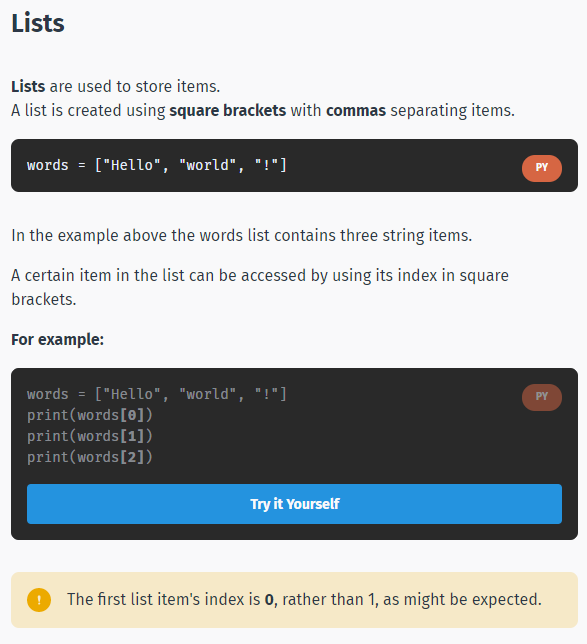 Lists
Lists are used to store items.
A list is created using square brackets with commas separating items.
words = ["Hello", "world", "!"]
PY
In the example above the words list contains three string items.
A certain item in the list can be accessed by using its index in square
brackets.
For example:
words = ["Hello", "world", "!"]
PY
print(words[0])
print(words[1])
print(words[2])
Try it Yourself
!
The first list item's index is 0, rather than 1, as might be expected.